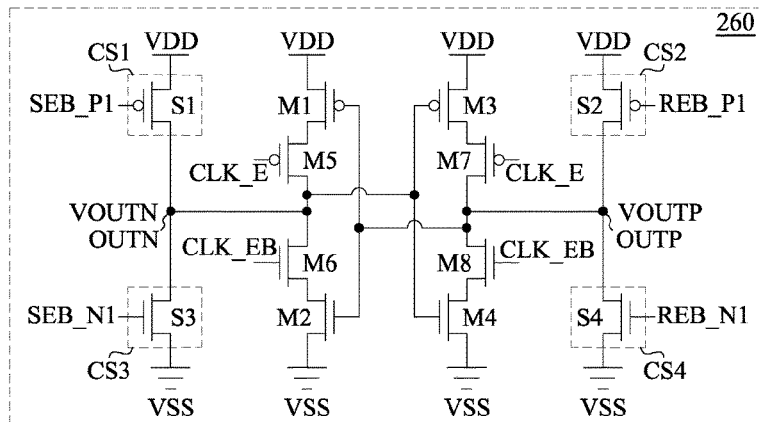 260
CS1 VDD VDD VDD VDD CS2
SEB_P1 S1 M1 M3 S2 REB_P1
M5 M7
CLK_E CLK_E
VOUTN VOUTP
OUTN OUTP
CLK_EB CLK_EB
M6 M8
SEB_N1 S3 M2 M4 S4 REB_N1
CS3 CS4
VSS VSS VSS VSS